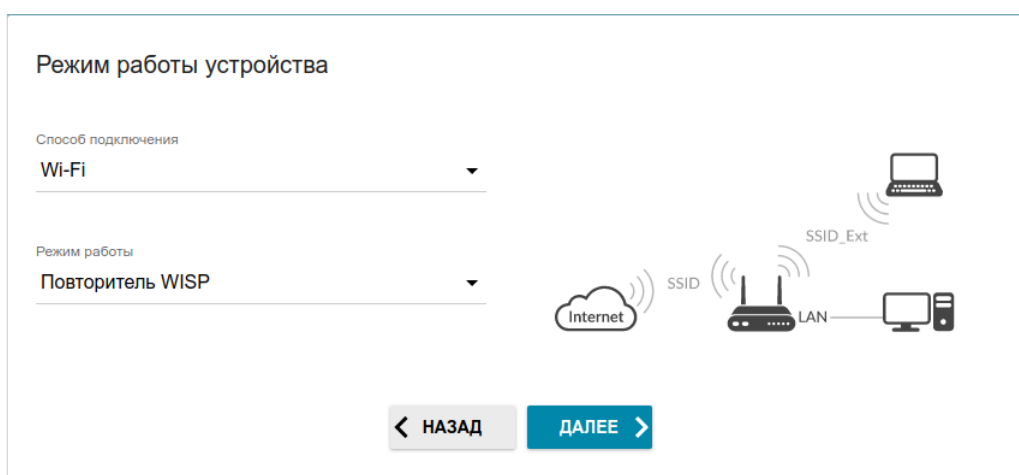 Режим работы устройства
Способ подключения
Wi-Fi
Режим работы
Повторитель WISP
SSID_Ext
SSID
Internet
LAN
НАЗАД
ДАЛЕЕ